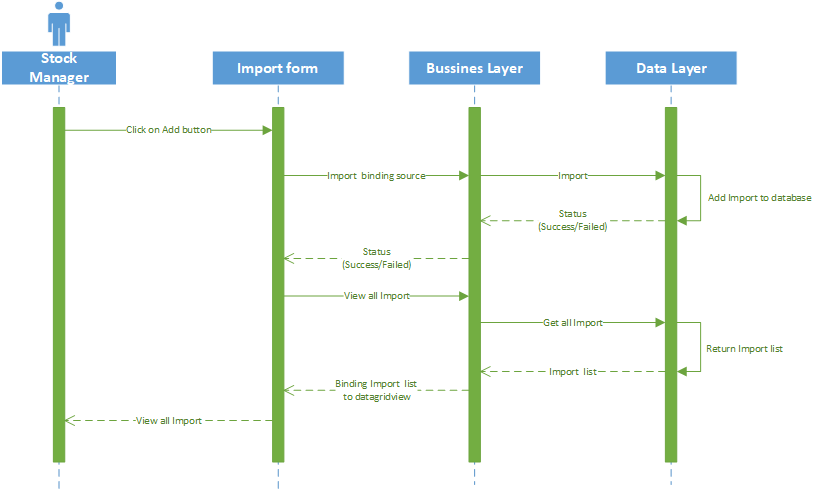 Stock
Manager
Import form
Bussines Layer
Data Layer
Click on Add button
Import binding source
Import
Add Import to database
Status
(Success/Failed)
Status
(Success/Failed)
View all Import
Get all Import
Return Import list
Import list
Binding Import list
to datagridview
View all Import